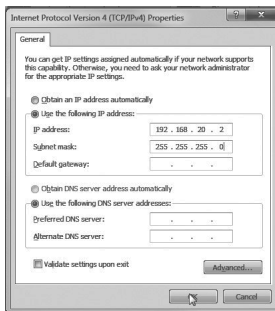 Internet Protocol Version 4 (TCP/IPv4) Properties
General
You can get IP settings assigned automatically if your network supports
this capability. Otherwise, you need to ask your network administrator
for the appropriate IP settings.
Obtain an IP address automatically
Use the following IP address:
IP address: 192 . 168 . 20 . 2
Subnet mask: 255 . 255 . 255 . 0
Default gateway: . . .
Obtain DNS server address automatically
Use the following DNS server addresses:
Preferred DNS server: . . .
Alternate DNS server: . . .
Validate settings upon exit
Advanced...
OK Cancel